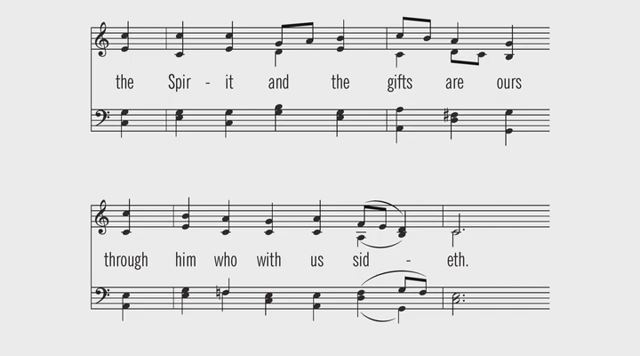 the Spir - it and the gifts are ours
through him who with us sid - eth.